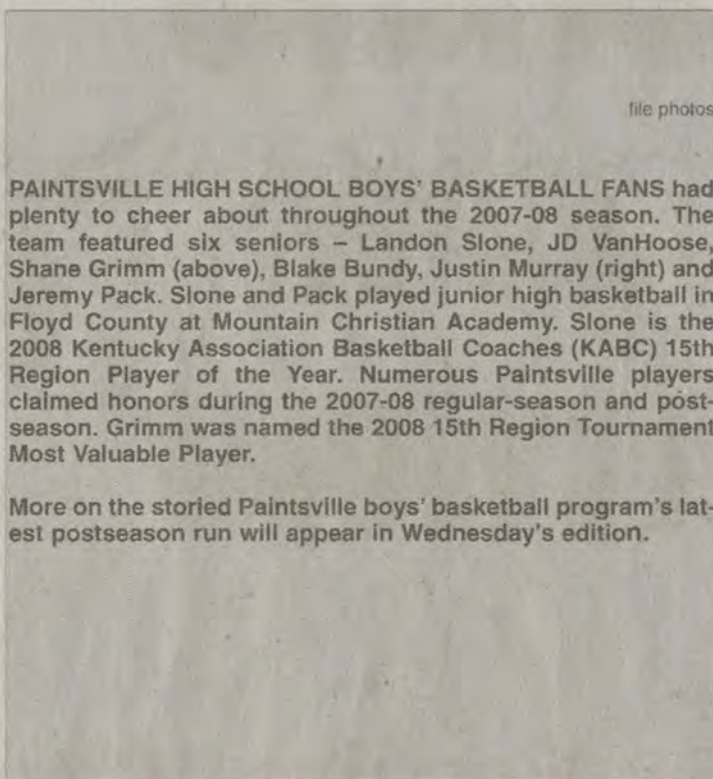 file photos
PAINTSVILLE HIGH SCHOOL BOYS' BASKETBALL FANS had
plenty to cheer about throughout the 2007-08 season. The
team featured six seniors – Landon Slone, JD VanHoose,
Shane Grimm (above), Blake Bundy, Justin Murray (right) and
Jeremy Pack. Slone and Pack played junior high basketball in
Floyd County at Mountain Christian Academy. Slone is the
2008 Kentucky Association Basketball Coaches (KABC) 15th
Region Player of the Year. Numerous Paintsville players
claimed honors during the 2007-08 regular-season and post-
season. Grimm was named the 2008 15th Region Tournament
Most Valuable Player.
More on the storied Paintsville boys' basketball program's lat-
est postseason run will appear in Wednesday's edition.